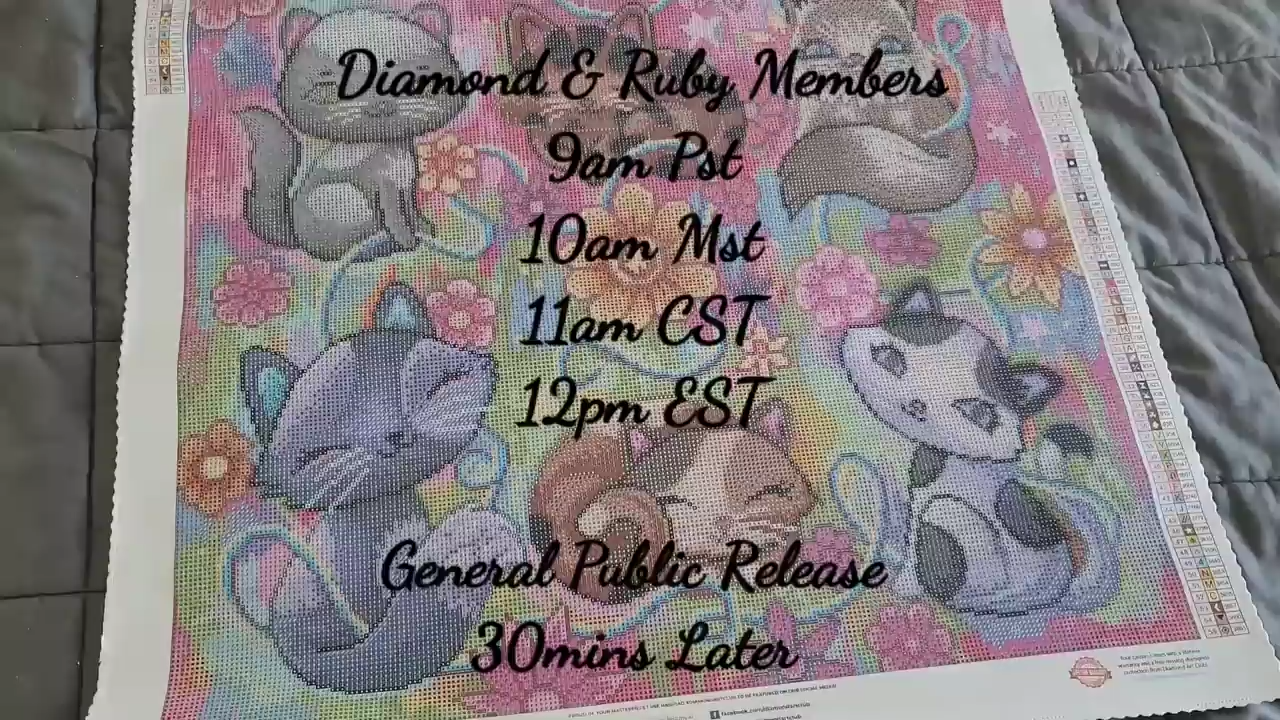 Diamond & Ruby Members
9am Pst
10am Mst
11am CST
12pm EST
General Public Release
30mins Later